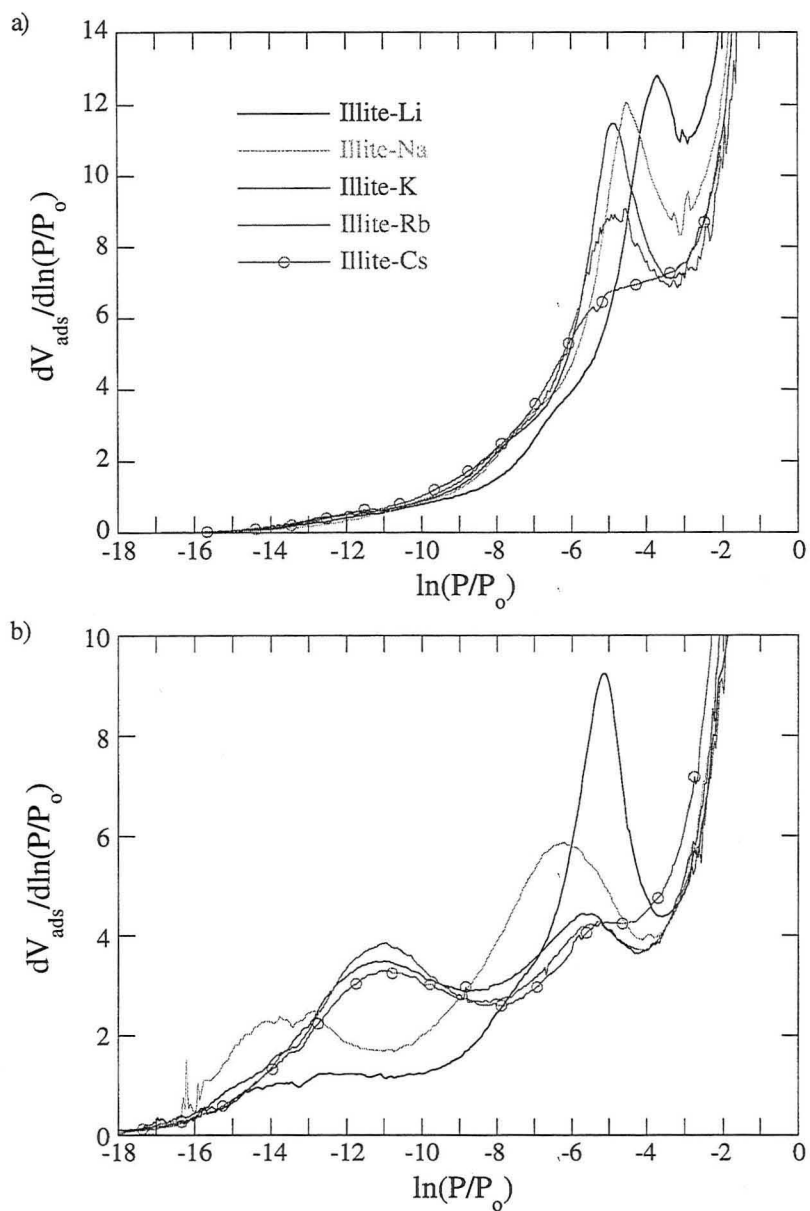 a)
14
12
10
8
6
4
2
0
dV_ads/dln(P/P_o)
Illite-Li
Illite-Na
Illite-K
Illite-Rb
Illite-Cs
-18 -16 -14 -12 -10 -8 -6 -4 -2 0
ln(P/P_o)
b)
10
8
6
4
2
0
dV_ads/dln(P/P_o)
-18 -16 -14 -12 -10 -8 -6 -4 -2 0
ln(P/P_o)